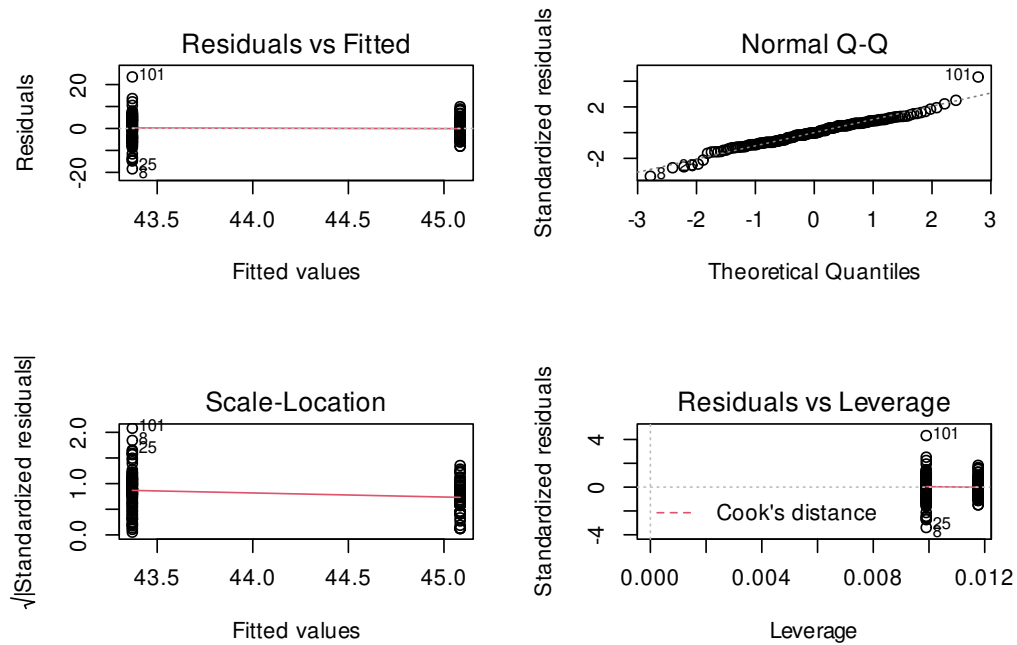 Residuals vs Fitted
Residuals
20
0
-20
101
25
8
43.5 44.0 44.5 45.0
Fitted values
Normal Q-Q
Standardized residuals
2
-2
101
8
-3 -2 -1 0 1 2 3
Theoretical Quantiles
Scale-Location
√|Standardized residuals|
2.0
1.0
0.0
101
8
25
43.5 44.0 44.5 45.0
Fitted values
Residuals vs Leverage
Standardized residuals
4
0
-4
101
Cook's distance
25
8
0.000 0.004 0.008 0.012
Leverage